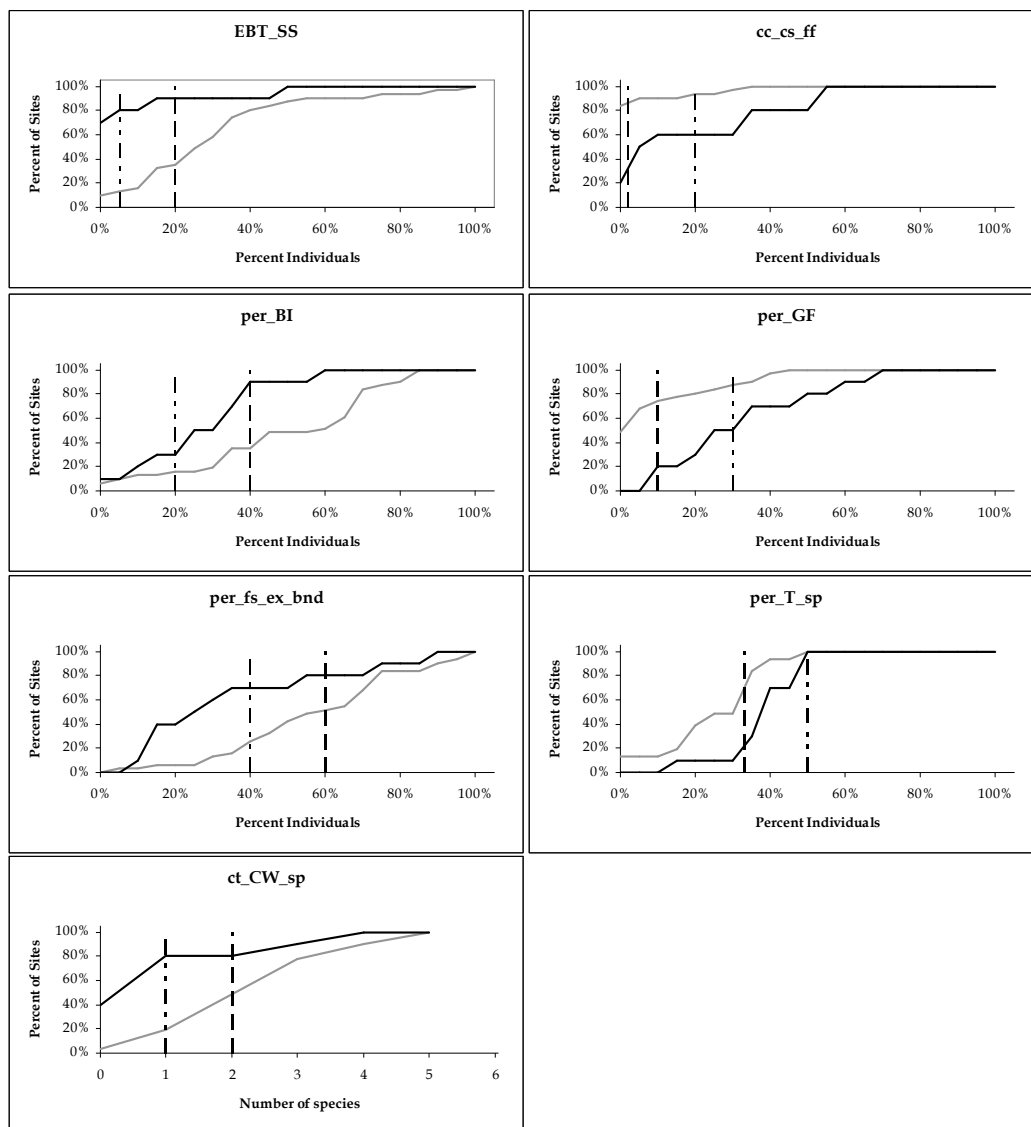 EBT_SS
100%
80%
60%
40%
20%
0%
Percent of Sites
0% 20% 40% 60% 80% 100%
Percent Individuals
cc_cs_ff
100%
80%
60%
40%
20%
0%
Percent of Sites
0% 20% 40% 60% 80% 100%
Percent Individuals
per_BI
100%
80%
60%
40%
20%
0%
Percent of Sites
0% 20% 40% 60% 80% 100%
Percent Individuals
per_GF
100%
80%
60%
40%
20%
0%
Percent of Sites
0% 20% 40% 60% 80% 100%
Percent Individuals
per_fs_ex_bnd
100%
80%
60%
40%
20%
0%
Percent of Sites
0% 20% 40% 60% 80% 100%
Percent Individuals
per_T_sp
100%
80%
60%
40%
20%
0%
Percent of Sites
0% 20% 40% 60% 80% 100%
Percent Individuals
ct_CW_sp
100%
80%
60%
40%
20%
0%
Percent of Sites
0 1 2 3 4 5 6
Number of species